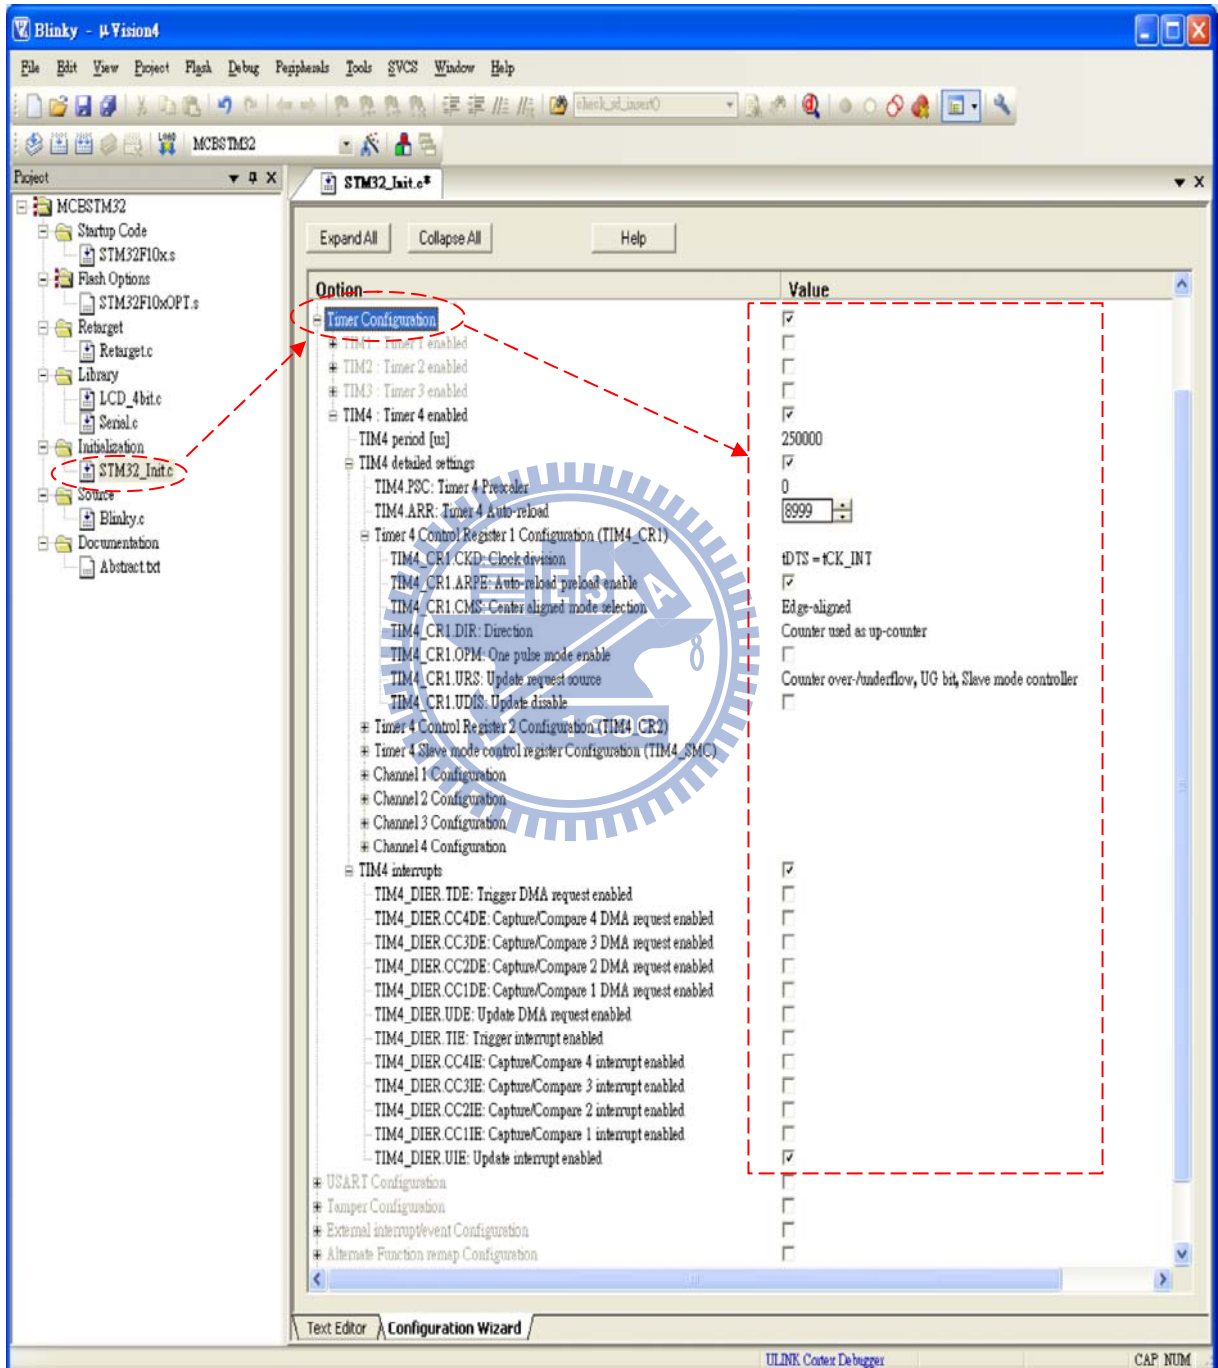 Blinky - µVision4
File Edit View Project Flash Debug Peripherals Tools SVCS Window Help
check_sd_insert()
LOAD MCBSTM32
Project
STM32_Init.c*
MCBSTM32
Startup Code
STM32F10x.s
Flash Options
STM32F10xOPT.s
Retarget
Retarget.c
Library
LCD_4bit.c
Serial.c
Initialization
STM32_Init.c
Source
Blinky.c
Documentation
Abstract.txt
Expand All Collapse All Help
Option Value
Timer Configuration
TIM1 : Timer 1 enabled
TIM2 : Timer 2 enabled
TIM3 : Timer 3 enabled
TIM4 : Timer 4 enabled
TIM4 period [us] 250000
TIM4 detailed settings
TIM4.PSC: Timer 4 Prescaler 0
TIM4.ARR: Timer 4 Auto-reload 8999
Timer 4 Control Register 1 Configuration (TIM4_CR1)
TIM4_CR1.CKD: Clock division tDTS = tCK_INT
TIM4_CR1.ARPE: Auto-reload preload enable
TIM4_CR1.CMS: Center aligned mode selection Edge-aligned
TIM4_CR1.DIR: Direction Counter used as up-counter
TIM4_CR1.OPM: One pulse mode enable
TIM4_CR1.URS: Update request source Counter over-/underflow, UG bit, Slave mode controller
TIM4_CR1.UDIS: Update disable
Timer 4 Control Register 2 Configuration (TIM4_CR2)
Timer 4 Slave mode control register Configuration (TIM4_SMC)
Channel 1 Configuration
Channel 2 Configuration
Channel 3 Configuration
Channel 4 Configuration
TIM4 interrupts
TIM4_DIER.TDE: Trigger DMA request enabled
TIM4_DIER.CC4DE: Capture/Compare 4 DMA request enabled
TIM4_DIER.CC3DE: Capture/Compare 3 DMA request enabled
TIM4_DIER.CC2DE: Capture/Compare 2 DMA request enabled
TIM4_DIER.CC1DE: Capture/Compare 1 DMA request enabled
TIM4_DIER.UDE: Update DMA request enabled
TIM4_DIER.TIE: Trigger interrupt enabled
TIM4_DIER.CC4IE: Capture/Compare 4 interrupt enabled
TIM4_DIER.CC3IE: Capture/Compare 3 interrupt enabled
TIM4_DIER.CC2IE: Capture/Compare 2 interrupt enabled
TIM4_DIER.CC1IE: Capture/Compare 1 interrupt enabled
TIM4_DIER.UIE: Update interrupt enabled
USART Configuration
Tamper Configuration
External interrupt/event Configuration
Alternate Function remap Configuration
Text Editor Configuration Wizard
ULINK Cortex Debugger CAP NUM